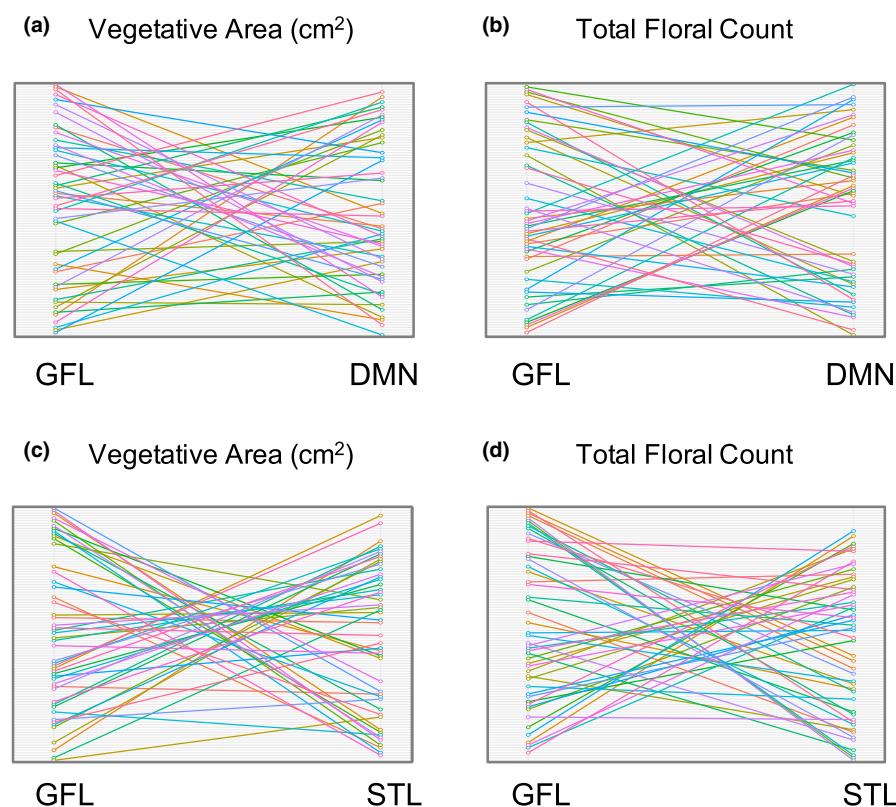 (a) Vegetative Area (cm²)
(b) Total Floral Count
GFL DMN
GFL DMN
(c) Vegetative Area (cm²)
(d) Total Floral Count
GFL STL
GFL STL